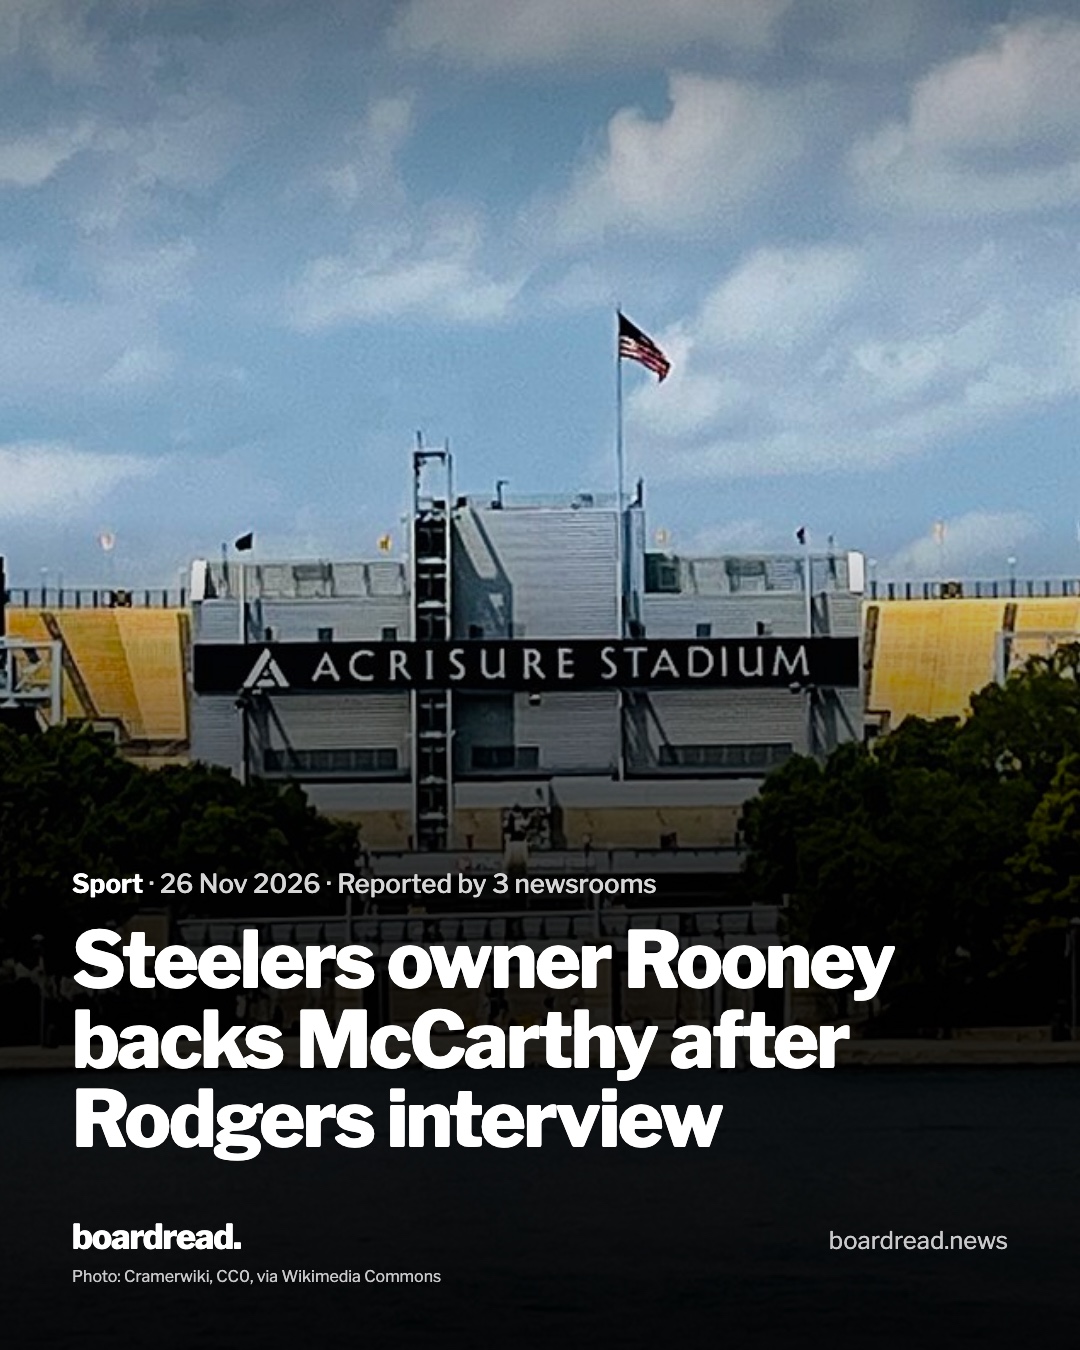 ACRISURE STADIUM
Sport · 26 Nov 2026 · Reported by 3 newsrooms
Steelers owner Rooney
backs McCarthy after
Rodgers interview
boardread.
boardread.news
Photo: Cramerwiki, CC0, via Wikimedia Commons